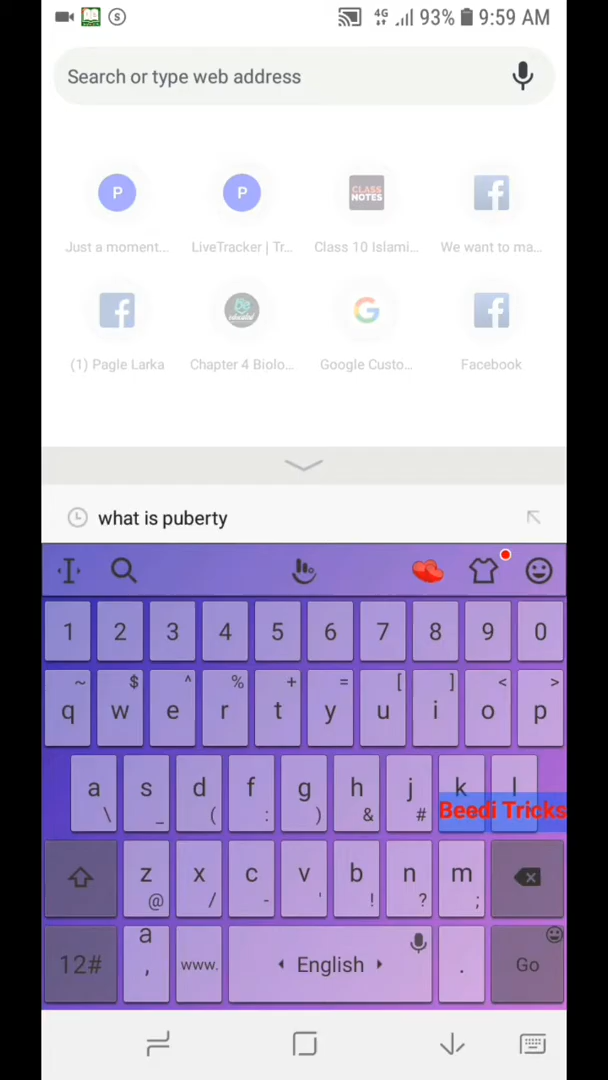 4G 93% 9:59 AM
Search or type web address
P P CLASS NOTES
Just a moment... LiveTracker | Tr... Class 10 Islami... We want to ma...
(1) Pagle Larka Chapter 4 Biolo... Google Custo... Facebook
what is puberty
1 2 3 4 5 6 7 8 9 0
~ $ ^ % + = [ ] < >
q w e r t y u i o p
a s d f g h j k l
\ _ ( : ) & #
Beedi Tricks
z x c v b n m
@ / - ' ! ? ;
a
12# , www. English . Go